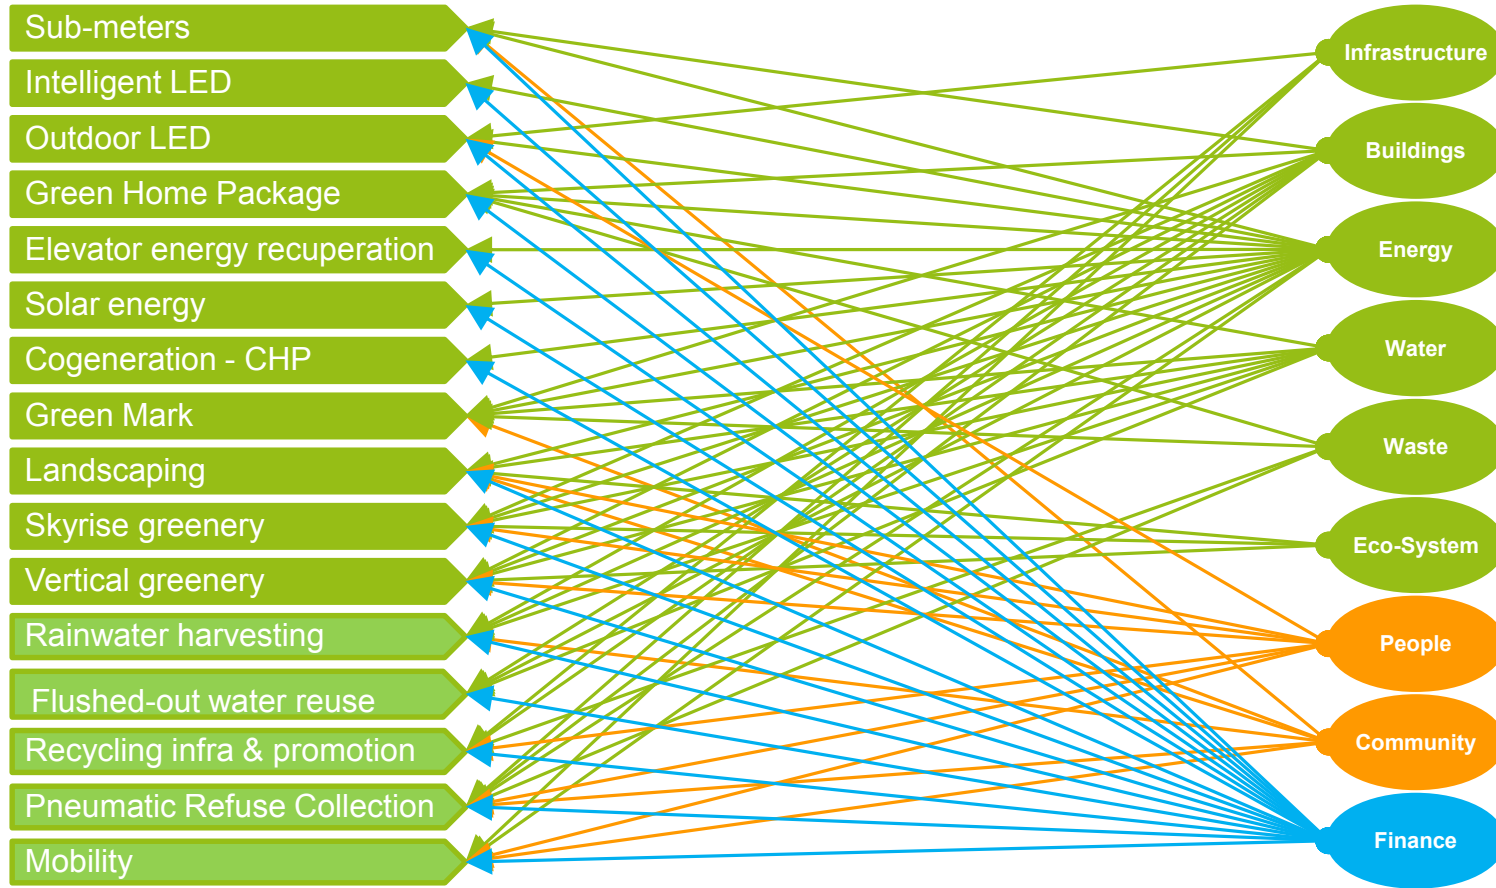 Sub-meters
Intelligent LED
Outdoor LED
Green Home Package
Elevator energy recuperation
Solar energy
Cogeneration - CHP
Green Mark
Landscaping
Skyrise greenery
Vertical greenery
Rainwater harvesting
Flushed-out water reuse
Recycling infra & promotion
Pneumatic Refuse Collection
Mobility
Infrastructure
Buildings
Energy
Water
Waste
Eco-System
People
Community
Finance